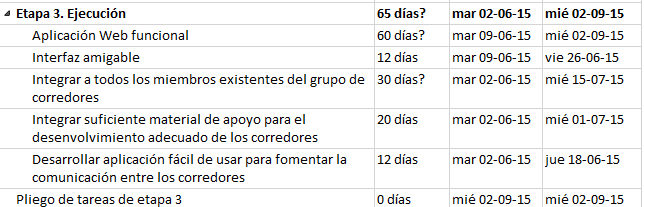 Etapa 3. Ejecución 65 días? mar 02-06-15 mié 02-09-15
Aplicación Web funcional 60 días? mar 09-06-15 mié 02-09-15
Interfaz amigable 12 días mar 09-06-15 vie 26-06-15
Integrar a todos los miembros existentes del grupo de 30 días? mar 02-06-15 mié 15-07-15
corredores
Integrar suficiente material de apoyo para el 20 días mar 02-06-15 mié 01-07-15
desenvolvimiento adecuado de los corredores
Desarrollar aplicación fácil de usar para fomentar la 12 días mar 02-06-15 jue 18-06-15
comunicación entre los corredores
Pliego de tareas de etapa 3 0 días mié 02-09-15 mié 02-09-15